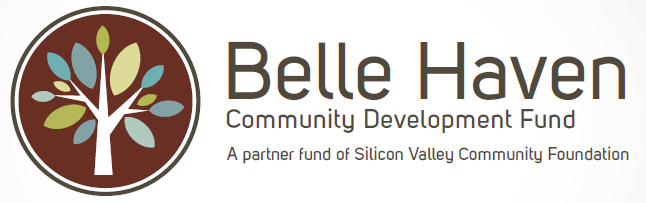 Belle Haven
Community Development Fund
A partner fund of Silicon Valley Community Foundation